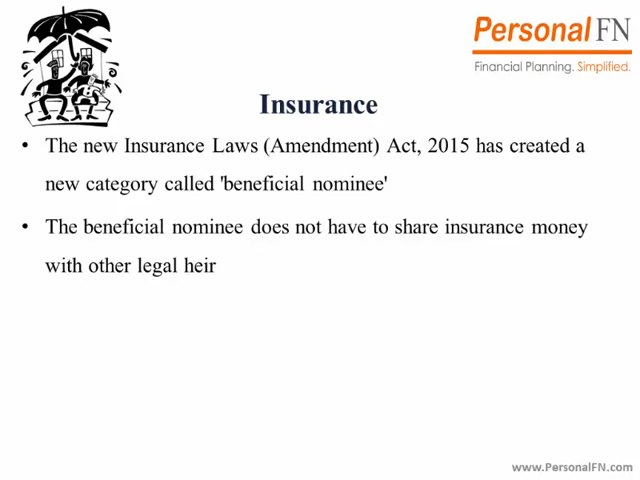 Personal FN
Financial Planning. Simplified.
Insurance
• The new Insurance Laws (Amendment) Act, 2015 has created a
new category called 'beneficial nominee'
• The beneficial nominee does not have to share insurance money
with other legal heir
www.PersonalFN.com